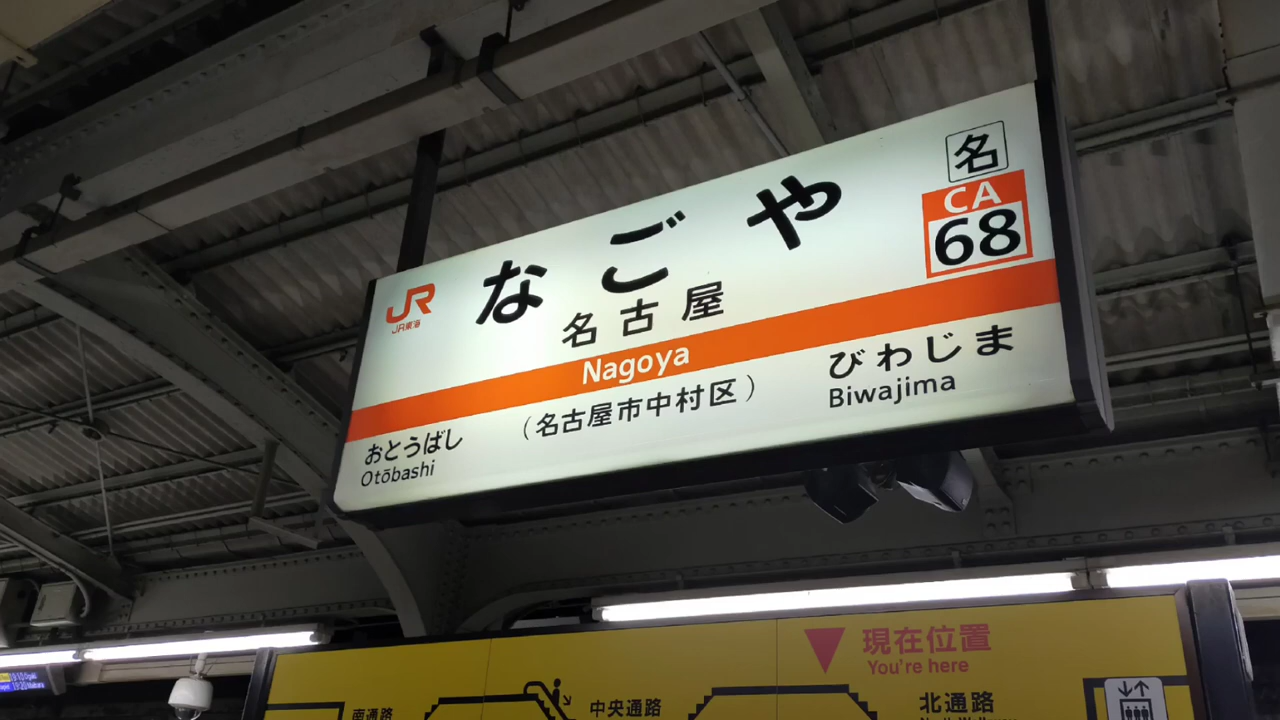 名
CA
68
なごや
JR
JR東海
名古屋
Nagoya
(名古屋市中村区)
びわじま
Biwajima
おとうばし
Otōbashi
現在位置
You're here
中央通路
北通路
南通路